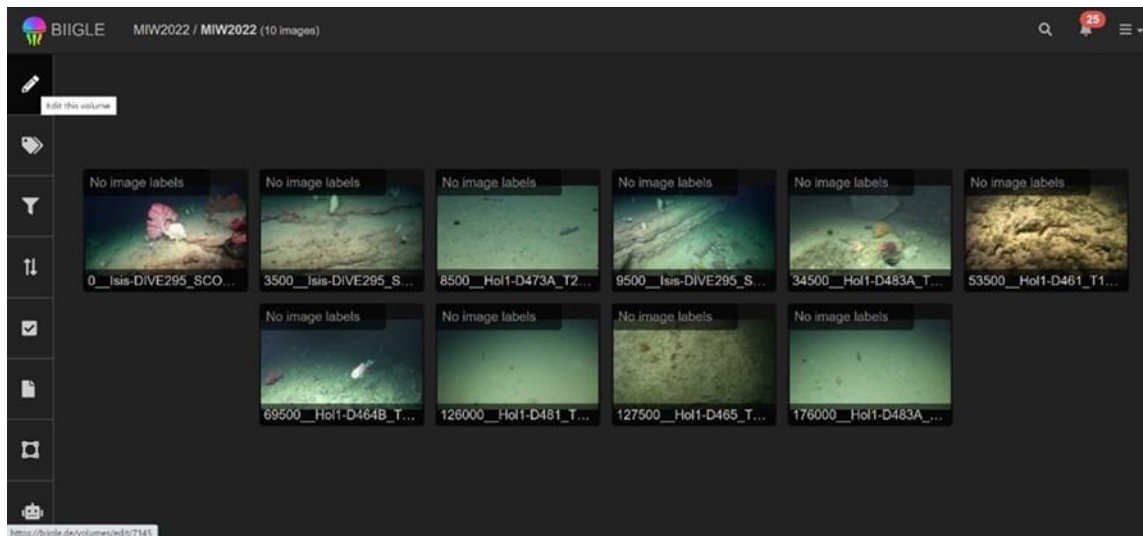 BIIGLE MIW2022 / MIW2022 (10 images) 25
Edit this volume
No image labels No image labels No image labels No image labels No image labels No image labels
0__Isis-DIVE295_SCO... 3500__Isis-DIVE295_S... 8500__Hol1-D473A_T2... 9500__Isis-DIVE295_S... 34500__Hol1-D483A_T... 53500__Hol1-D461_T1...
No image labels No image labels No image labels No image labels
69500__Hol1-D464B_T... 126000__Hol1-D481_T... 127500__Hol1-D465_T... 176000__Hol1-D483A_...
https://biigle.de/volumes/edit/7145